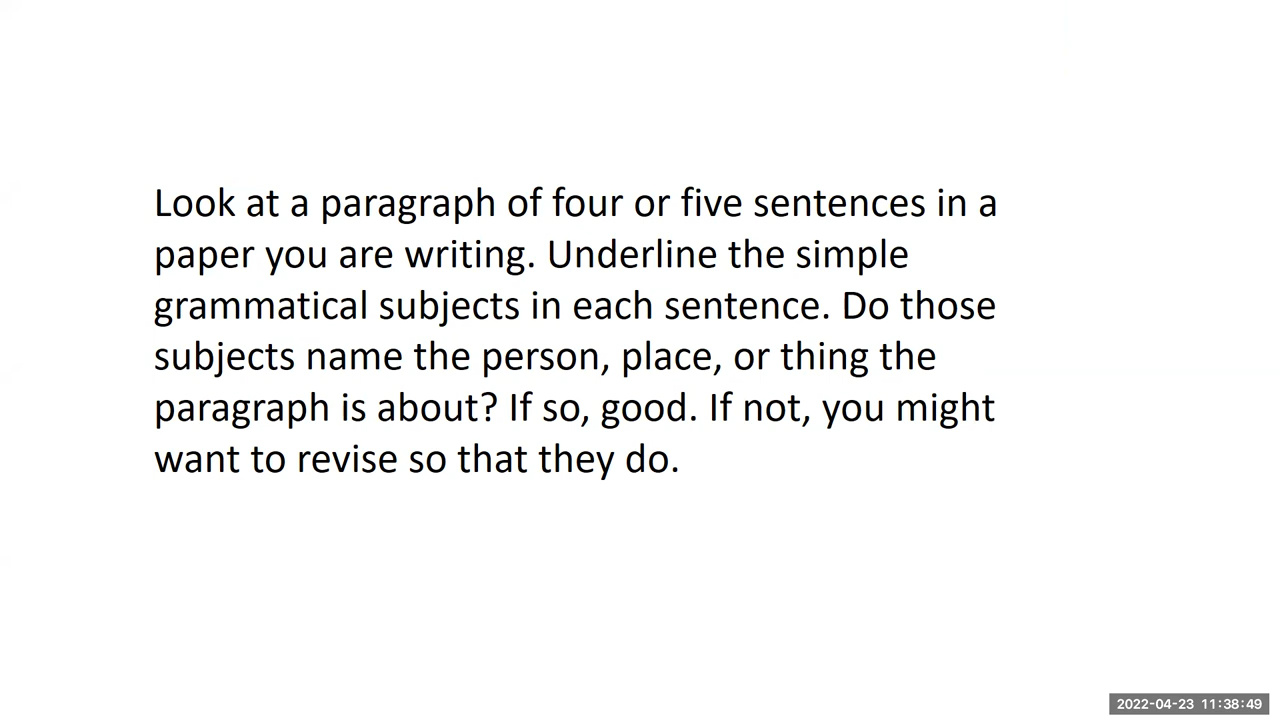 Look at a paragraph of four or five sentences in a
paper you are writing. Underline the simple
grammatical subjects in each sentence. Do those
subjects name the person, place, or thing the
paragraph is about? If so, good. If not, you might
want to revise so that they do.
2022-04-23 11:38:49